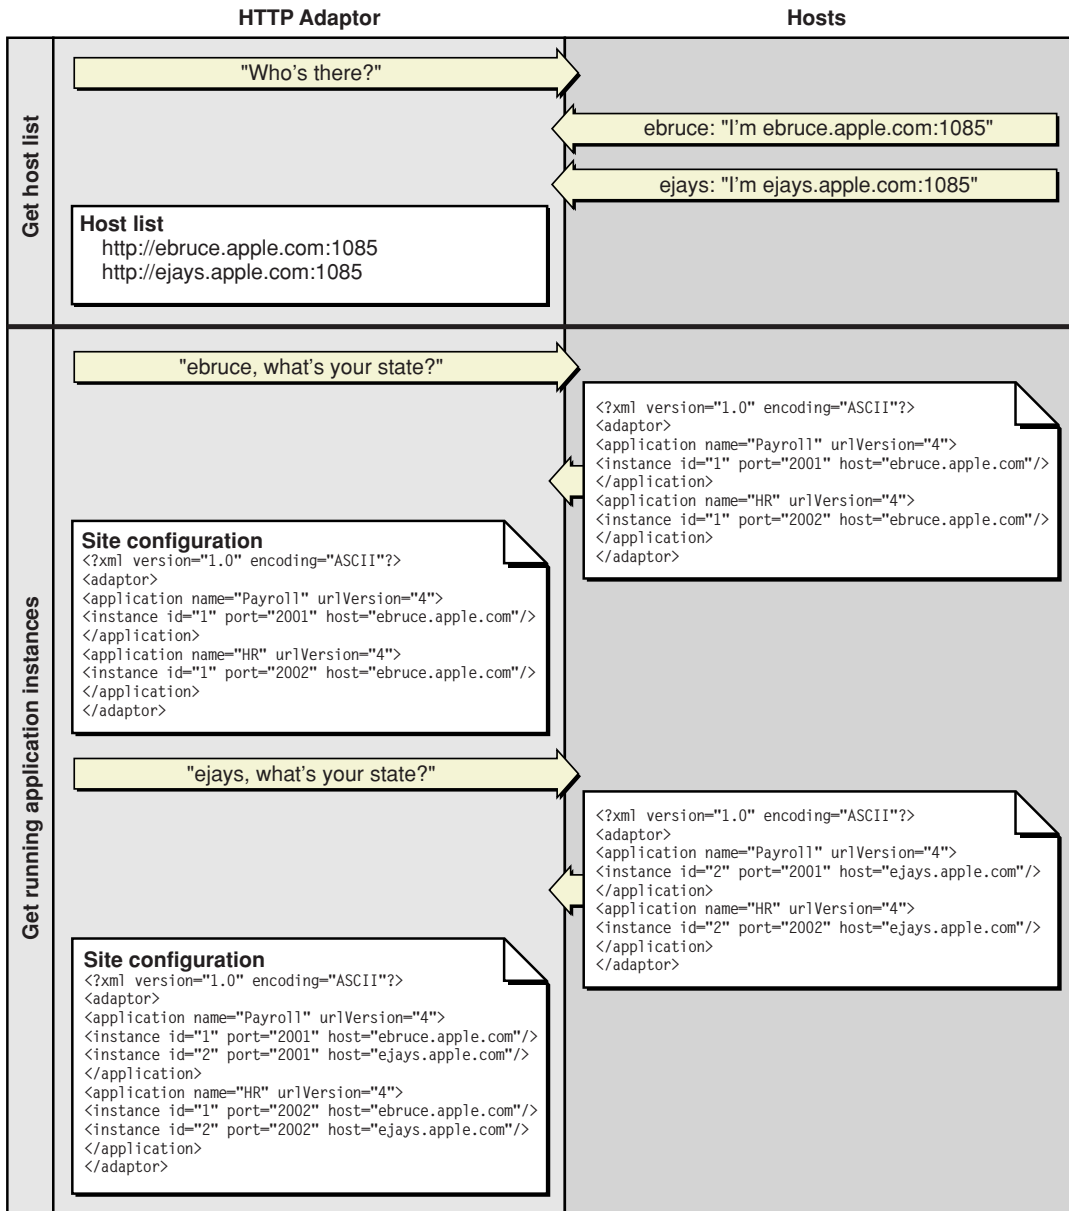 HTTP Adaptor
Hosts
Get host list
"Who's there?"
ebruce: "I'm ebruce.apple.com:1085"
ejays: "I'm ejays.apple.com:1085"
Host list
http://ebruce.apple.com:1085
http://ejays.apple.com:1085
Get running application instances
"ebruce, what's your state?"
<?xml version="1.0" encoding="ASCII"?>
<adaptor>
<application name="Payroll" urlVersion="4">
<instance id="1" port="2001" host="ebruce.apple.com"/>
</application>
<application name="HR" urlVersion="4">
<instance id="1" port="2002" host="ebruce.apple.com"/>
</application>
</adaptor>
Site configuration
<?xml version="1.0" encoding="ASCII"?>
<adaptor>
<application name="Payroll" urlVersion="4">
<instance id="1" port="2001" host="ebruce.apple.com"/>
</application>
<application name="HR" urlVersion="4">
<instance id="1" port="2002" host="ebruce.apple.com"/>
</application>
</adaptor>
"ejays, what's your state?"
<?xml version="1.0" encoding="ASCII"?>
<adaptor>
<application name="Payroll" urlVersion="4">
<instance id="2" port="2001" host="ejays.apple.com"/>
</application>
<application name="HR" urlVersion="4">
<instance id="2" port="2002" host="ejays.apple.com"/>
</application>
</adaptor>
Site configuration
<?xml version="1.0" encoding="ASCII"?>
<adaptor>
<application name="Payroll" urlVersion="4">
<instance id="1" port="2001" host="ebruce.apple.com"/>
<instance id="2" port="2001" host="ejays.apple.com"/>
</application>
<application name="HR" urlVersion="4">
<instance id="1" port="2002" host="ebruce.apple.com"/>
<instance id="2" port="2002" host="ejays.apple.com"/>
</application>
</adaptor>